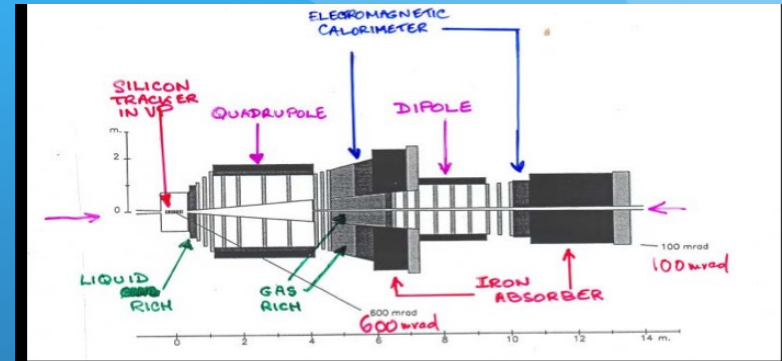 ELECROMAGNETIC
CALORIMETER
SILICON
TRACKER
IN VP
QUADRUPOLE
DIPOLE
m.
2
0
LIQUID
RICH
GAS
RICH
IRON
ABSORBER
100 mrad
100 mrad
600 mrad
600 mrad
0 2 4 6 8 10 12 14 m.